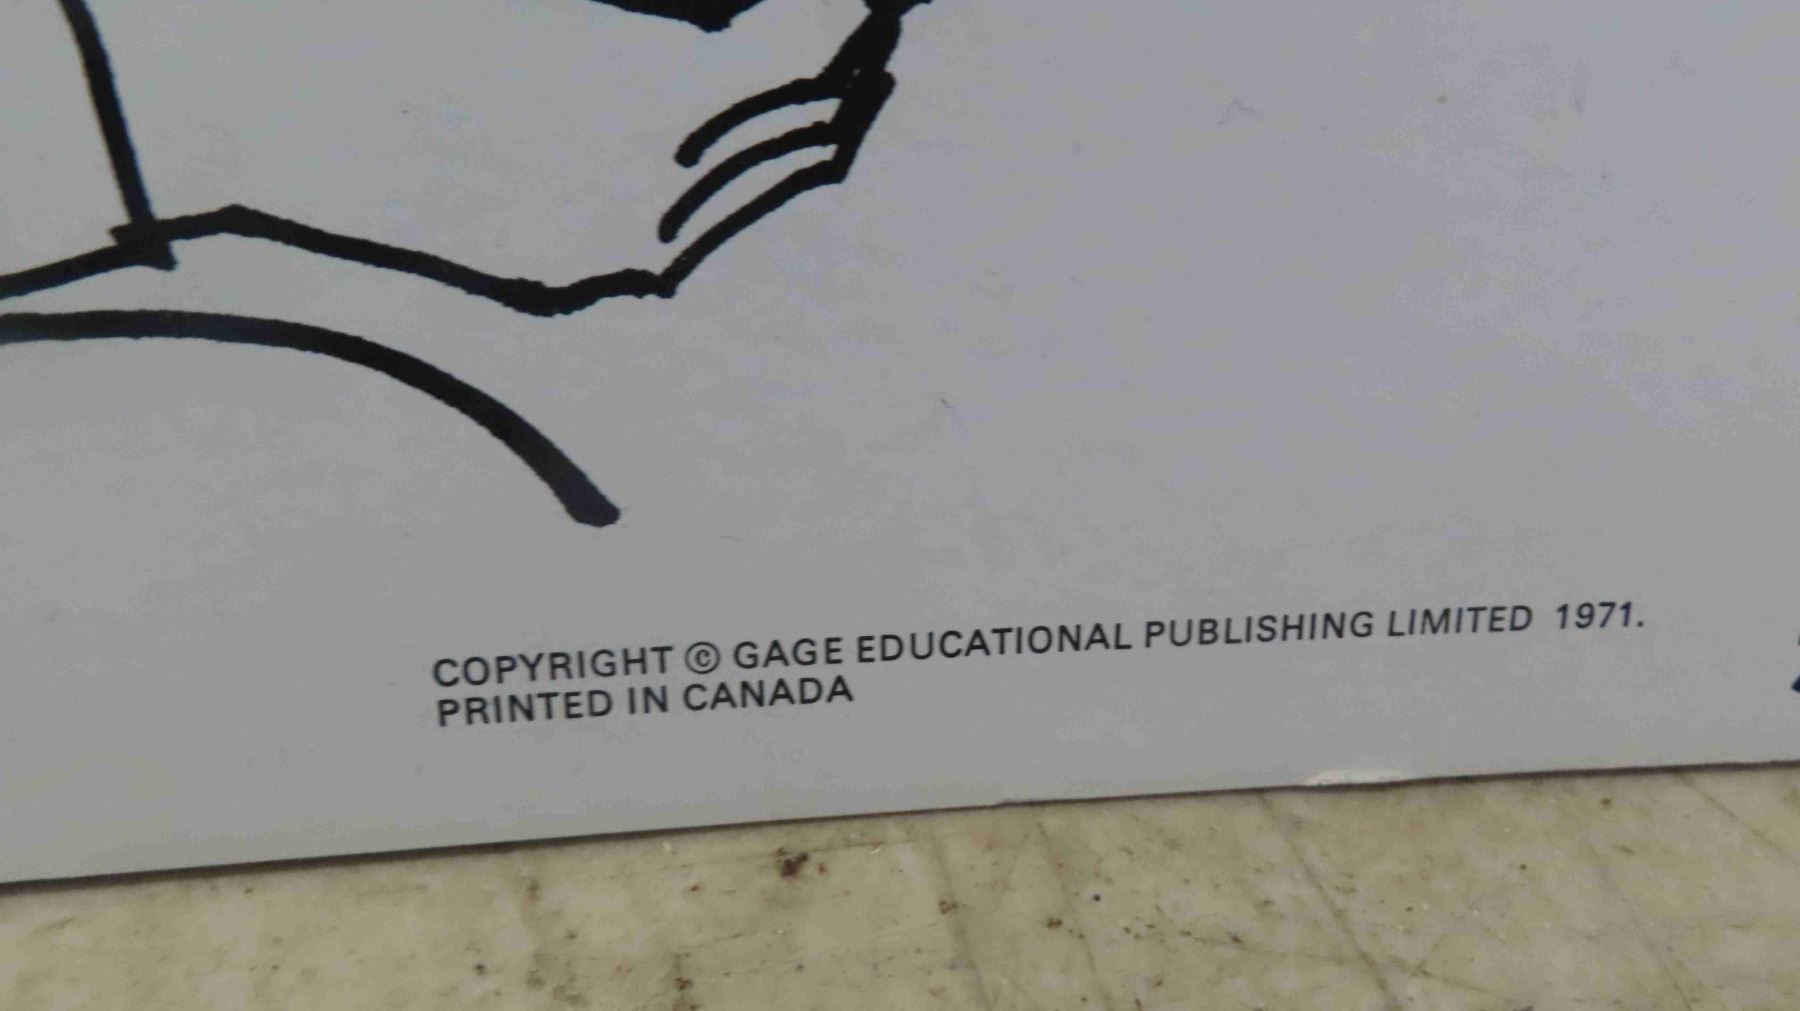 COPYRIGHT © GAGE EDUCATIONAL PUBLISHING LIMITED 1971.
PRINTED IN CANADA